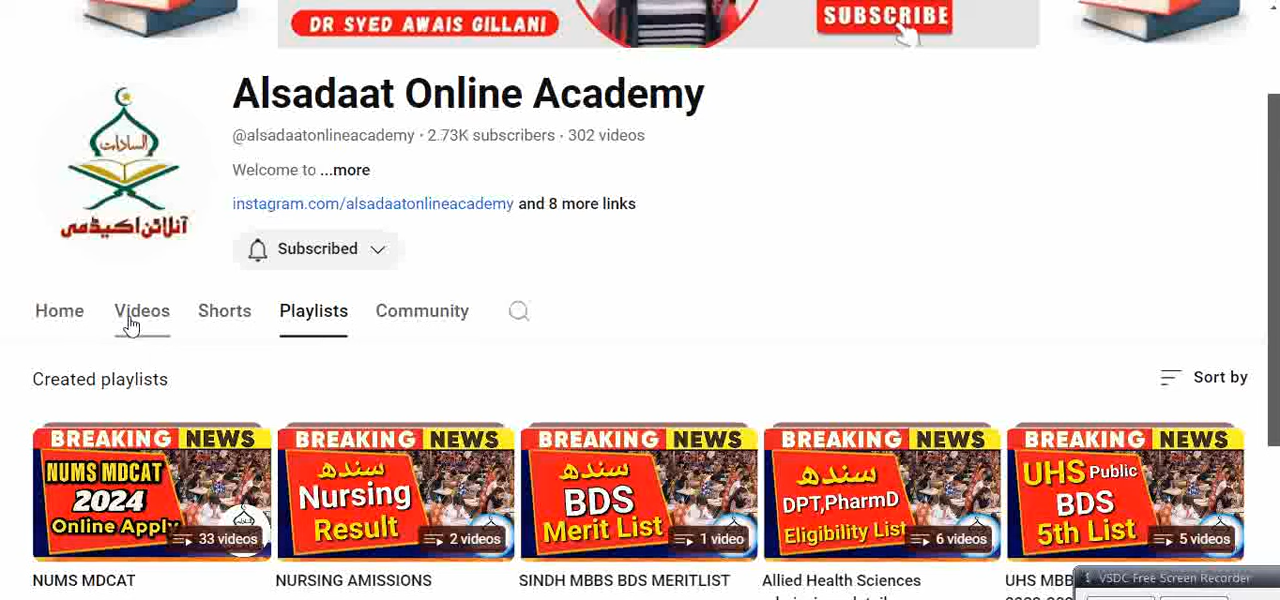 DR SYED AWAIS GILLANI
SUBSCRIBE
السادات
آنلائن اکیڈمی
Alsadaat Online Academy
@alsadaatonlineacademy · 2.73K subscribers · 302 videos
Welcome to ...more
instagram.com/alsadaatonlineacademy and 8 more links
Subscribed
Home Videos Shorts Playlists Community
Created playlists
Sort by
BREAKING NEWS
NUMS MDCAT
2024
Online Apply
33 videos
NUMS MDCAT
BREAKING NEWS
سندھ
Nursing
Result
2 videos
NURSING AMISSIONS
BREAKING NEWS
سندھ
BDS
Merit List
1 video
SINDH MBBS BDS MERITLIST
BREAKING NEWS
سندھ
DPT,PharmD
Eligibility List
6 videos
Allied Health Sciences
BREAKING NEWS
UHS Public
BDS
5th List
5 videos
UHS MBB
VSDC Free Screen Recorder